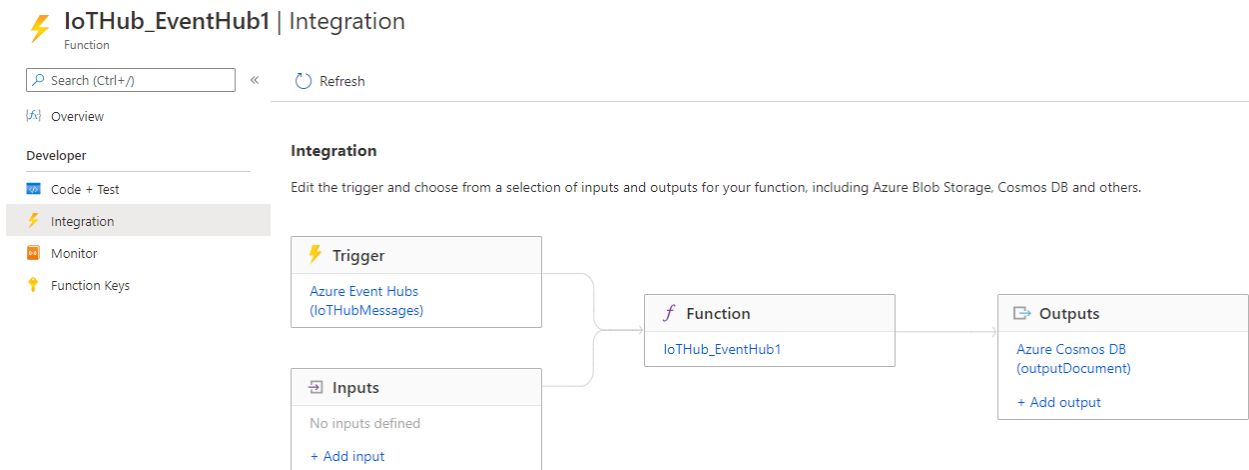 IoTHub_EventHub1 | Integration
Function
Search (Ctrl+/)
«
Refresh
{fx} Overview
Developer
Integration
Code + Test
Edit the trigger and choose from a selection of inputs and outputs for your function, including Azure Blob Storage, Cosmos DB and others.
Integration
Monitor
Function Keys
Trigger
Azure Event Hubs
(IoTHubMessages)
Inputs
No inputs defined
+ Add input
f Function
IoTHub_EventHub1
Outputs
Azure Cosmos DB
(outputDocument)
+ Add output